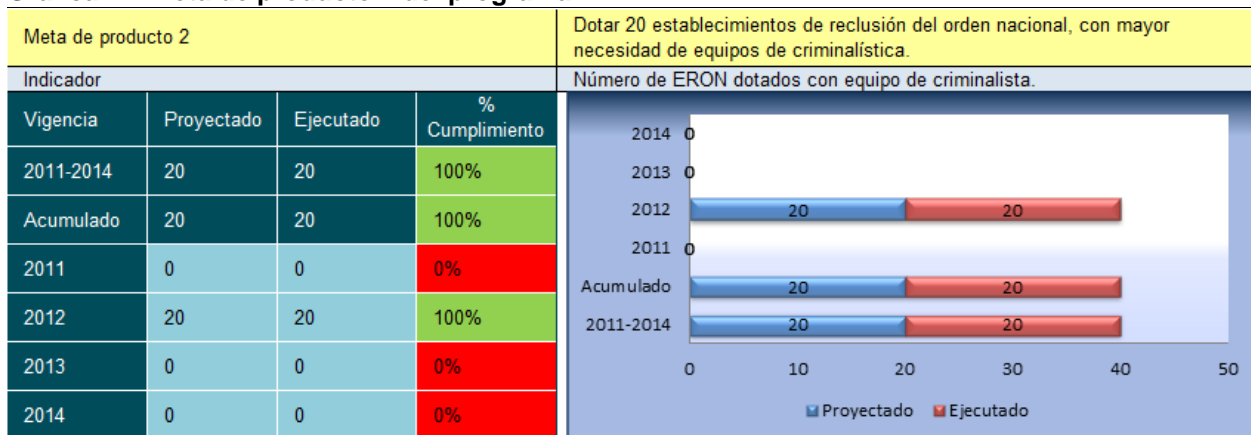 Meta de producto 2
Dotar 20 establecimientos de reclusión del orden nacional, con mayor
necesidad de equipos de criminalística.
Indicador
Número de ERON dotados con equipo de criminalista.
Vigencia Proyectado Ejecutado % Cumplimiento
2011-2014 20 20 100%
Acumulado 20 20 100%
2011 0 0 0%
2012 20 20 100%
2013 0 0 0%
2014 0 0 0%
2014 0
2013 0
2012 20 20
2011 0
Acumulado 20 20
2011-2014 20 20
0 10 20 30 40 50
Proyectado Ejecutado